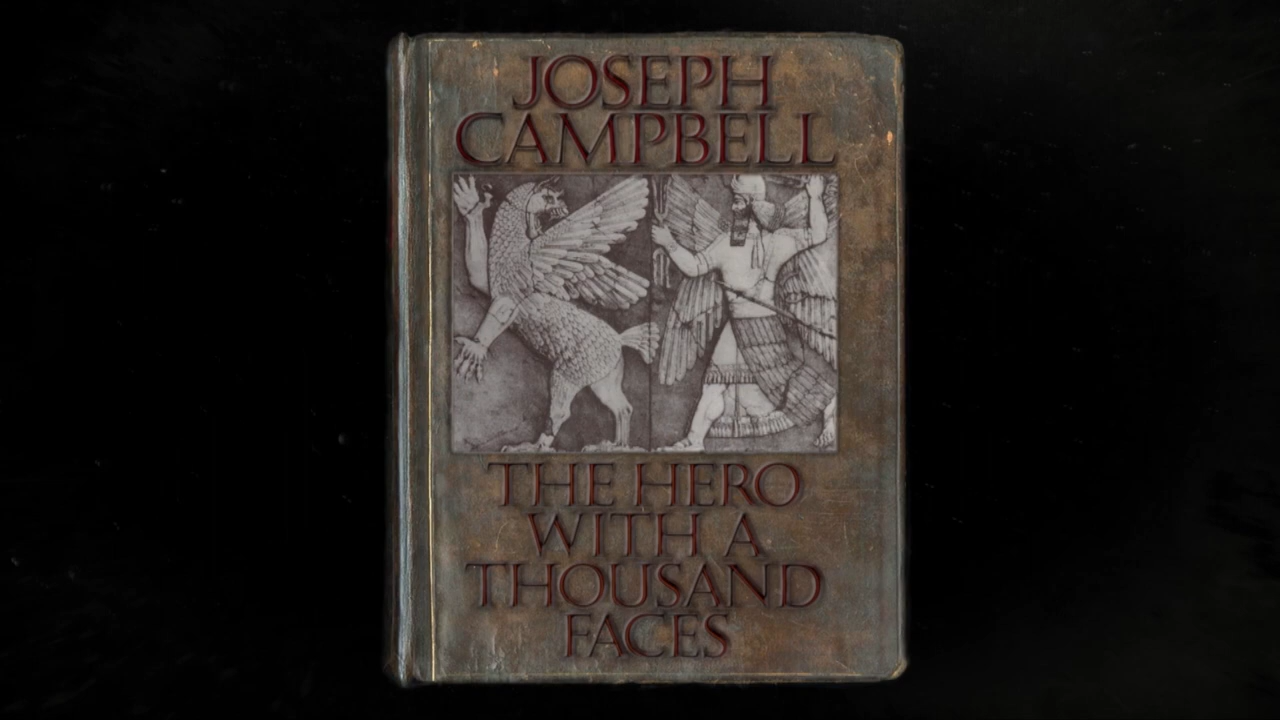 JOSEPH
CAMPBELL
THE HERO
WITH A
THOUSAND
FACES